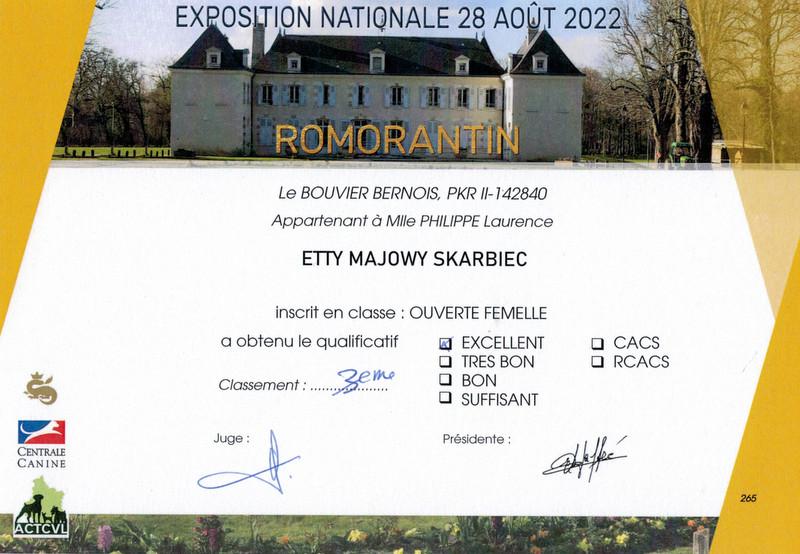 EXPOSITION NATIONALE 28 AOÛT 2022
ROMORANTIN
Le BOUVIER BERNOIS, PKR II-142840
Appartenant à Mlle PHILIPPE Laurence
ETTY MAJOWY SKARBIEC
inscrit en classe : OUVERTE FEMELLE
a obtenu le qualificatif
EXCELLENT
CACS
TRES BON
RCACS
BON
SUFFISANT
Classement : .....3eme.....
Juge :
Présidente :
CENTRALE
CANINE
265
ACTCVL